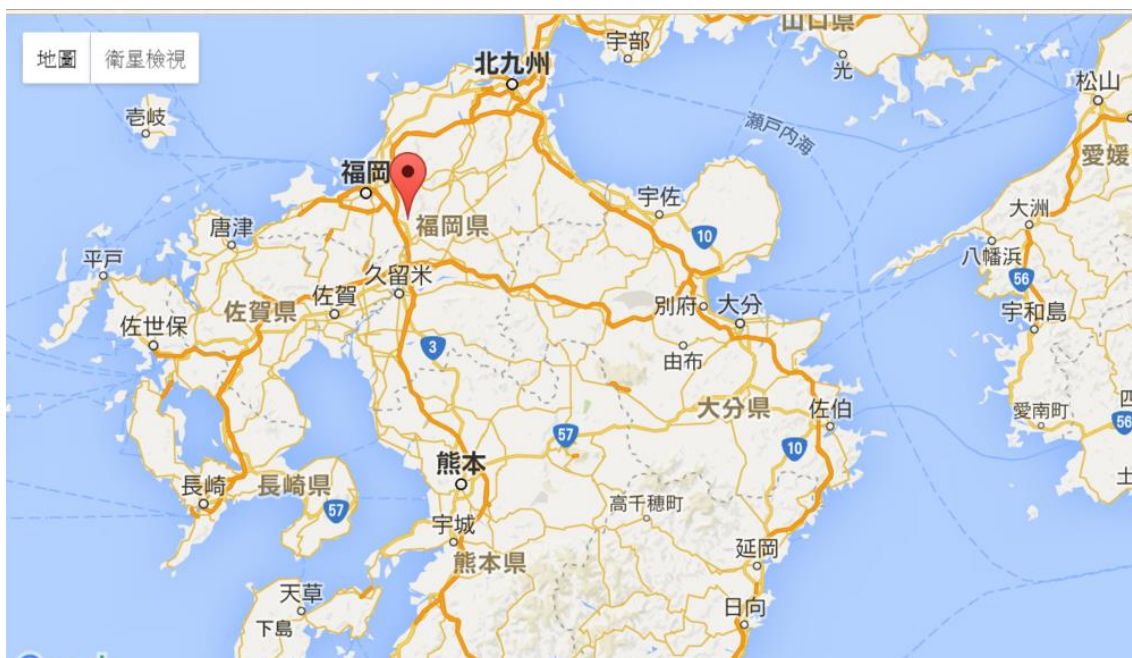 地圖
衛星檢視
山口県
宇部
光
北九州
松山
壱岐
瀬戸内海
愛媛
福岡
宇佐
大洲
唐津
福岡県
10
八幡浜
平戸
56
久留米
佐賀
佐賀県
別府
大分
宇和島
佐世保
3
由布
大分県
佐伯
愛南町
四
56
57
10
熊本
長崎
長崎県
57
高千穂町
土
宇城
熊本県
延岡
天草
下島
日向